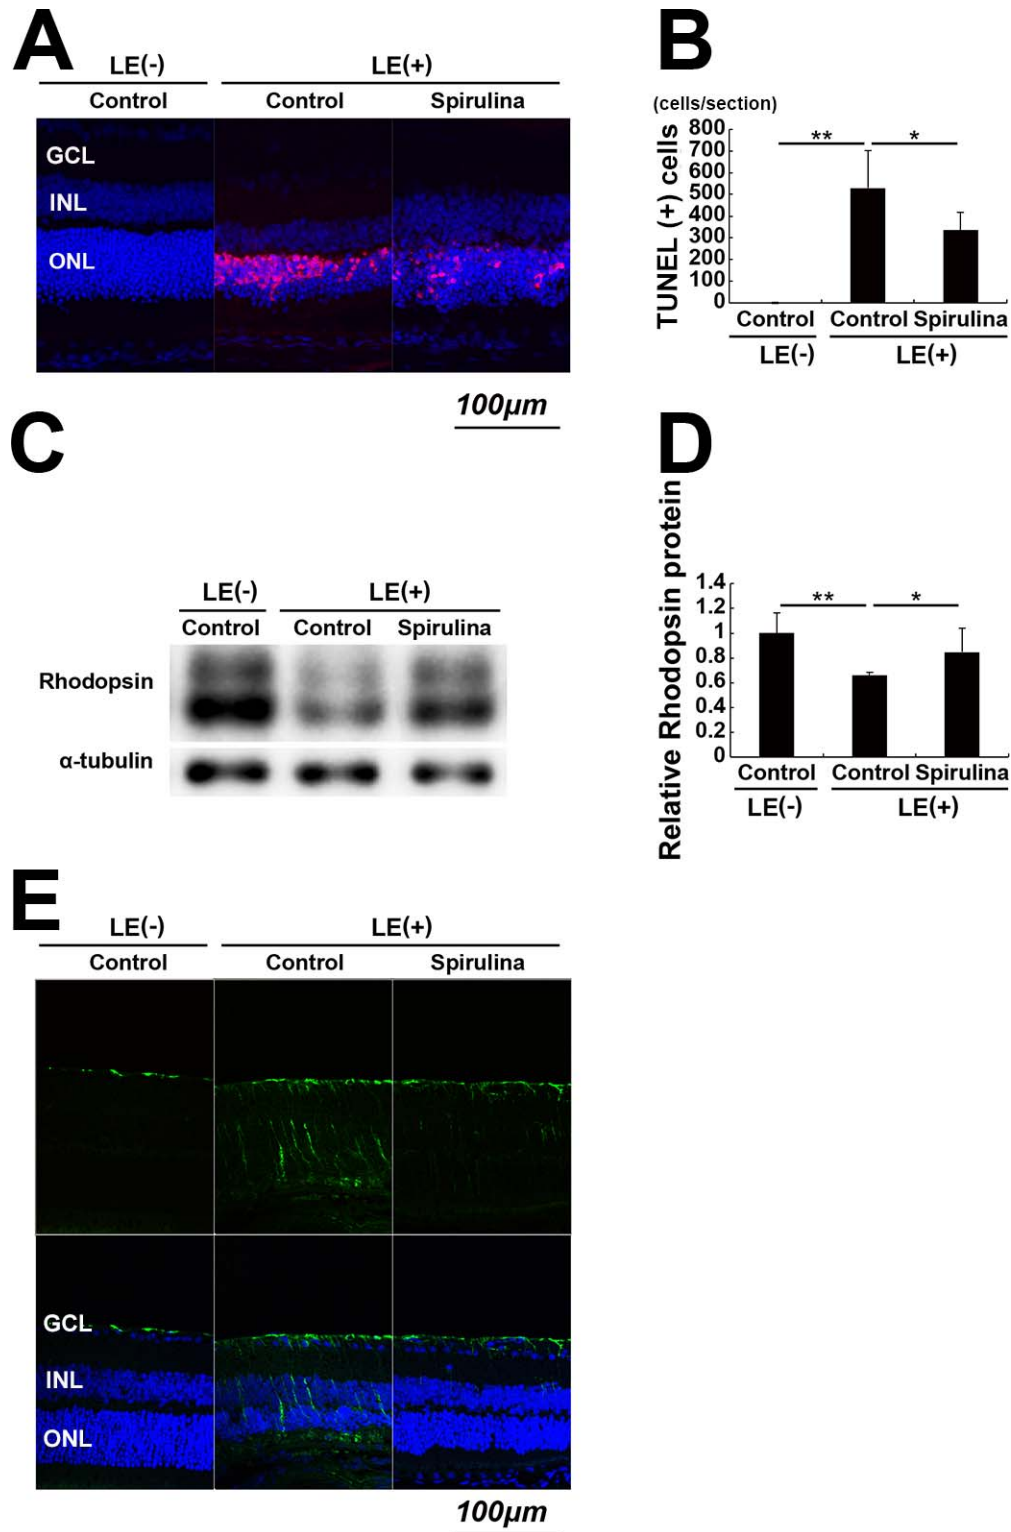 A
LE(-) LE(+)
Control Control Spirulina
GCL
INL
ONL
100µm
B
(cells/section)
TUNEL (+) cells
800
700
600
500
400
300
200
100
0
** *
Control Control Spirulina
LE(-) LE(+)
C
LE(-) LE(+)
Control Control Spirulina
Rhodopsin
α-tubulin
D
Relative Rhodopsin protein
1.4
1.2
1
0.8
0.6
0.4
0.2
0
** *
Control Control Spirulina
LE(-) LE(+)
E
LE(-) LE(+)
Control Control Spirulina
GCL
INL
ONL
100µm